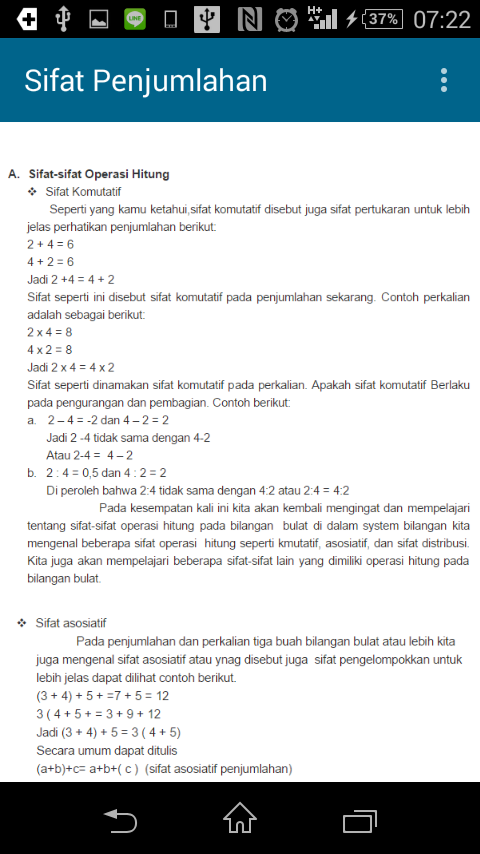 H+ 37% 07:22
LINE
Sifat Penjumlahan
A. Sifat-sifat Operasi Hitung
❖ Sifat Komutatif
Seperti yang kamu ketahui,sifat komutatif disebut juga sifat pertukaran untuk lebih
jelas perhatikan penjumlahan berikut:
2 + 4 = 6
4 + 2 = 6
Jadi 2 +4 = 4 + 2
Sifat seperti ini disebut sifat komutatif pada penjumlahan sekarang. Contoh perkalian
adalah sebagai berikut:
2 x 4 = 8
4 x 2 = 8
Jadi 2 x 4 = 4 x 2
Sifat seperti dinamakan sifat komutatif pada perkalian. Apakah sifat komutatif Berlaku
pada pengurangan dan pembagian. Contoh berikut:
a. 2 – 4 = -2 dan 4 – 2 = 2
Jadi 2 -4 tidak sama dengan 4-2
Atau 2-4 = 4 – 2
b. 2 : 4 = 0,5 dan 4 : 2 = 2
Di peroleh bahwa 2:4 tidak sama dengan 4:2 atau 2:4 = 4:2
Pada kesempatan kali ini kita akan kembali mengingat dan mempelajari
tentang sifat-sifat operasi hitung pada bilangan bulat di dalam system bilangan kita
mengenal beberapa sifat operasi hitung seperti kmutatif, asosiatif, dan sifat distribusi.
Kita juga akan mempelajari beberapa sifat-sifat lain yang dimiliki operasi hitung pada
bilangan bulat.
❖ Sifat asosiatif
Pada penjumlahan dan perkalian tiga buah bilangan bulat atau lebih kita
juga mengenal sifat asosiatif atau ynag disebut juga sifat pengelompokkan untuk
lebih jelas dapat dilihat contoh berikut.
(3 + 4) + 5 + =7 + 5 = 12
3 ( 4 + 5 + = 3 + 9 + 12
Jadi (3 + 4) + 5 = 3 ( 4 + 5)
Secara umum dapat ditulis
(a+b)+c= a+b+( c ) (sifat asosiatif penjumlahan)